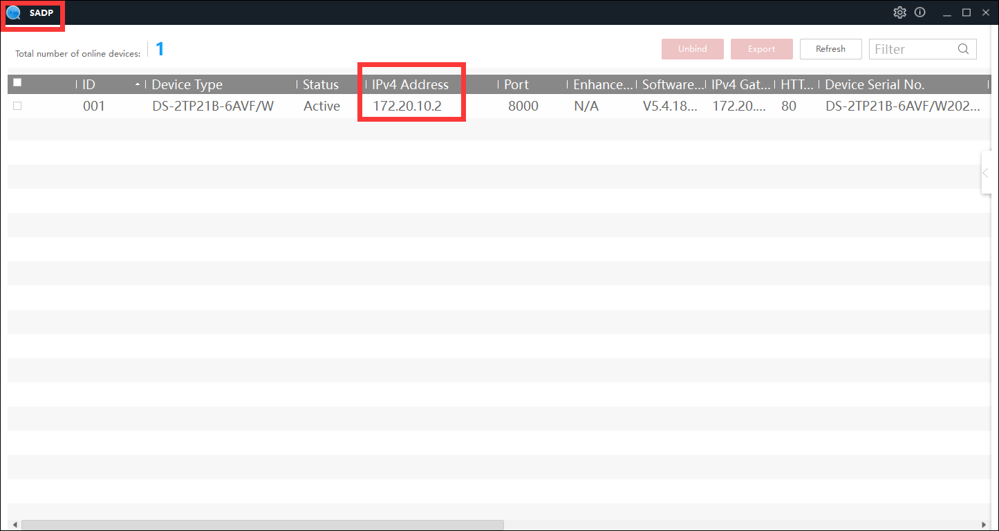 SADP
Total number of online devices: 1
Unbind Export Refresh Filter
ID Device Type Status IPv4 Address Port Enhance... Software... IPv4 Gat... HTT... Device Serial No.
001 DS-2TP21B-6AVF/W Active 172.20.10.2 8000 N/A V5.4.18... 172.20.... 80 DS-2TP21B-6AVF/W202...